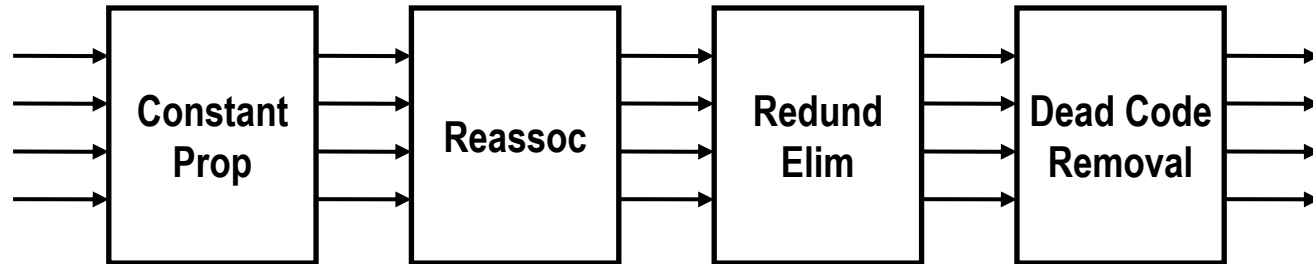 Constant
Prop
Reassoc
Redund
Elim
Dead Code
Removal